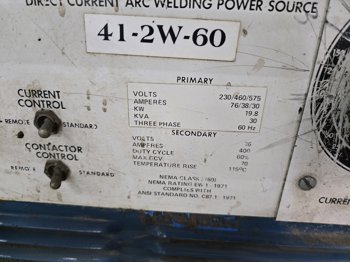 DIRECT CURRENT ARC WELDING POWER SOURCE
41-2W-60
PRIMARY
VOLTS 230/460/575
AMPERES 76/38/30
KW 19.8
KVA 30
THREE PHASE 60 Hz
SECONDARY
VOLTS 36
AMPERES 400
DUTY CYCLE 60%
MAX OCV 70
TEMPERATURE RISE 115°C
NEMA CLASS
NEMA RATING EW 1 - 1971
COMPLIES WITH
ANSI STANDARD NO. C87.1 1971
CURRENT
CONTROL
REMOTE STANDARD
CONTACTOR
CONTROL
REMOTE STANDARD
CURRENT